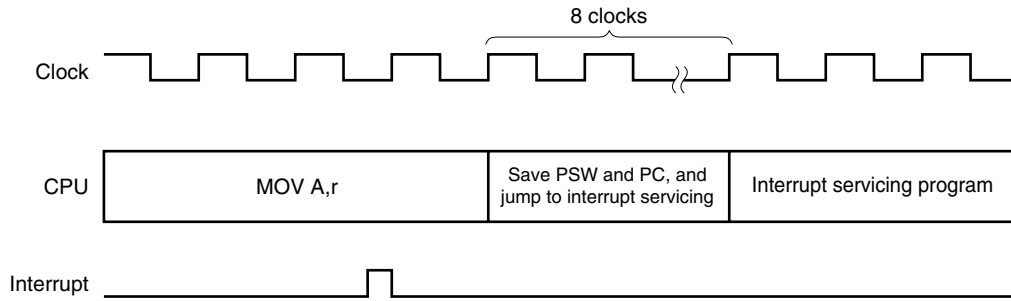 8 clocks
Clock
CPU
MOV A,r
Save PSW and PC, and
jump to interrupt servicing
Interrupt servicing program
Interrupt